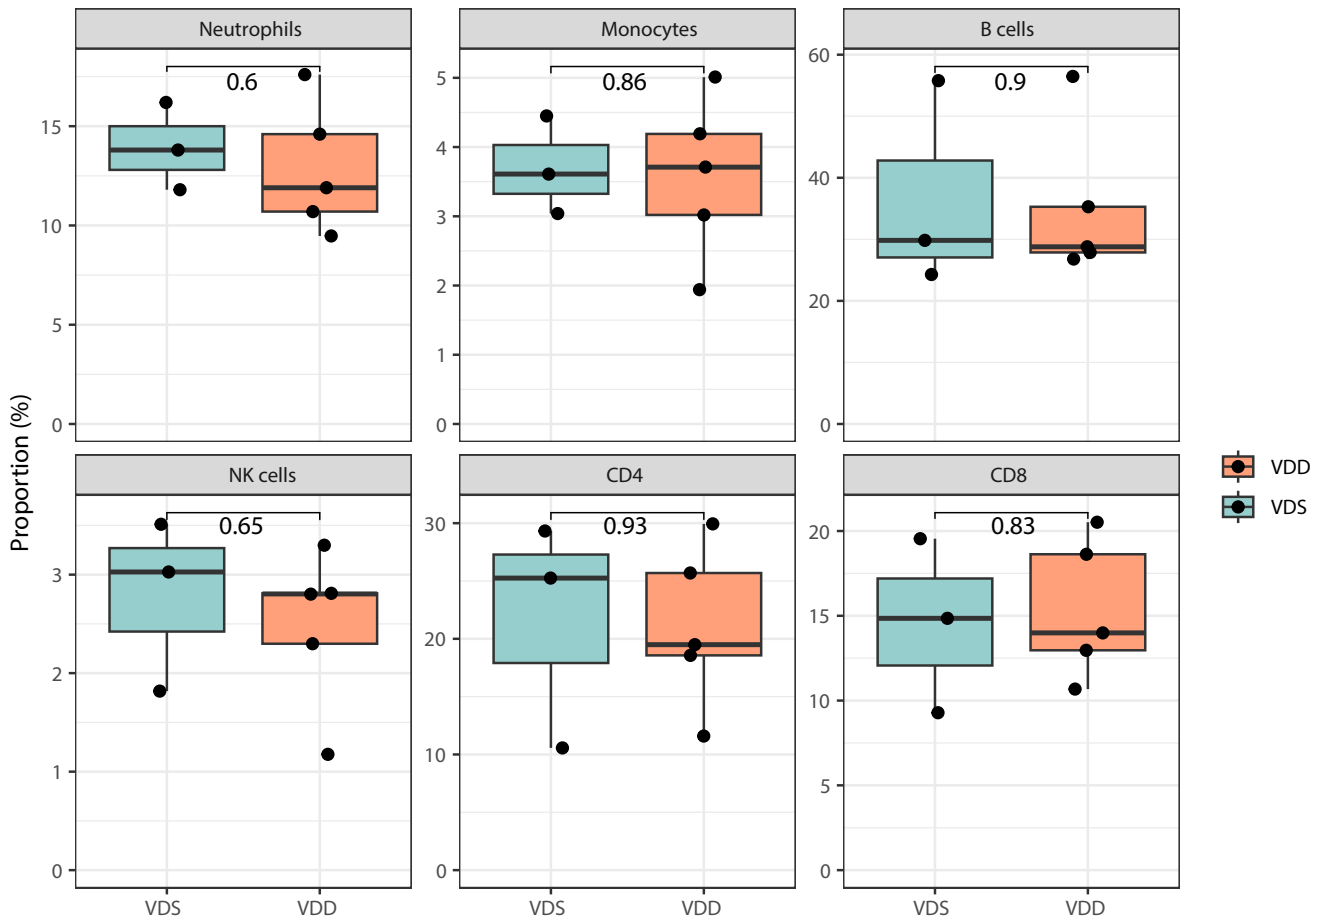 Neutrophils
Monocytes
B cells
0.6
0.86
0.9
15
10
5
0
5
4
3
2
1
0
60
40
20
0
Proportion (%)
NK cells
CD4
CD8
0.65
0.93
0.83
3
2
1
0
30
20
10
0
20
15
10
5
0
VDS
VDD
VDS
VDD
VDS
VDD
VDD
VDS